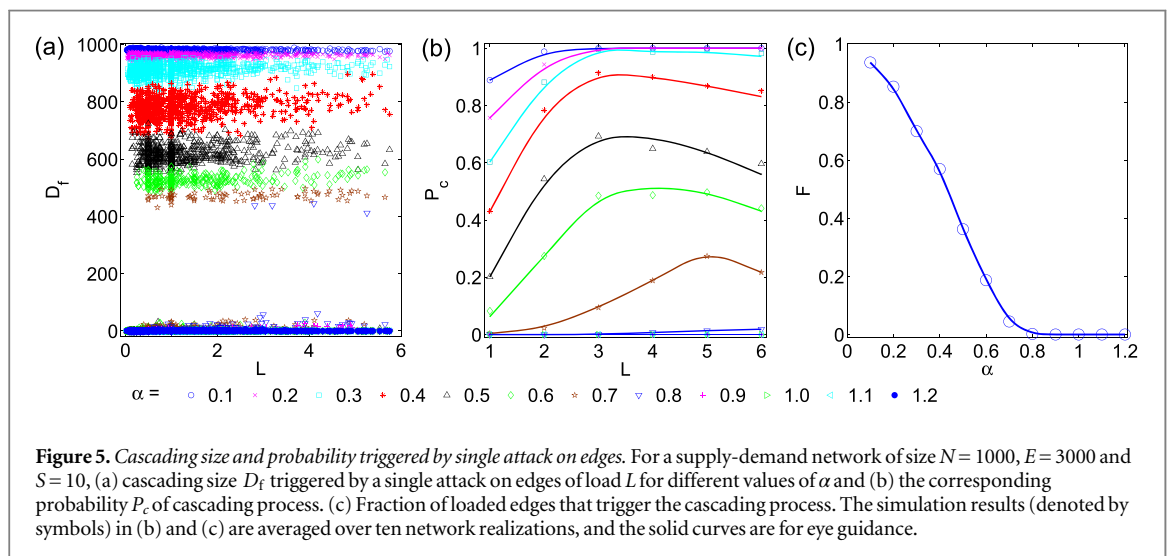 (a)
1000
800
600
400
200
0
D_f
0 2 4 6
L
(b)
1
0.8
0.6
0.4
0.2
0
P_c
1 2 3 4 5 6
L
(c)
1
0.8
0.6
0.4
0.2
0
F
0 0.2 0.4 0.6 0.8 1.0 1.2
α
α = 0.1 0.2 0.3 0.4 0.5 0.6 0.7 0.8 0.9 1.0 1.1 1.2
Figure 5. Cascading size and probability triggered by single attack on edges. For a supply-demand network of size N = 1000, E = 3000 and
S = 10, (a) cascading size D_f triggered by a single attack on edges of load L for different values of α and (b) the corresponding
probability P_c of cascading process. (c) Fraction of loaded edges that trigger the cascading process. The simulation results (denoted by
symbols) in (b) and (c) are averaged over ten network realizations, and the solid curves are for eye guidance.